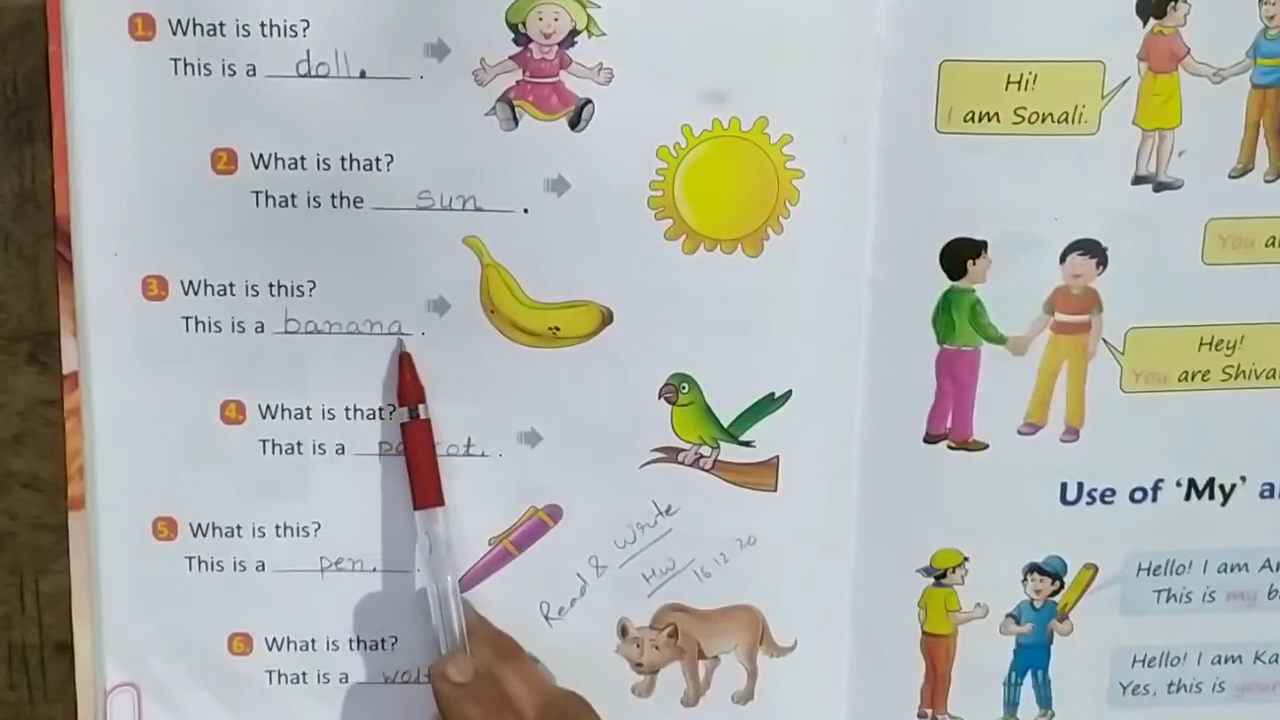 1. What is this?
This is a doll. .
2. What is that?
That is the sun .
3. What is this?
This is a banana .
4. What is that?
That is a .
5. What is this?
This is a pen. .
6. What is that?
That is a
Read & Write
HW 16 12 20
Hi!
I am Sonali.
You
Hey!
You are
Use of 'My'
Hello! I am
This is my
Hello! I am
Yes, this is your